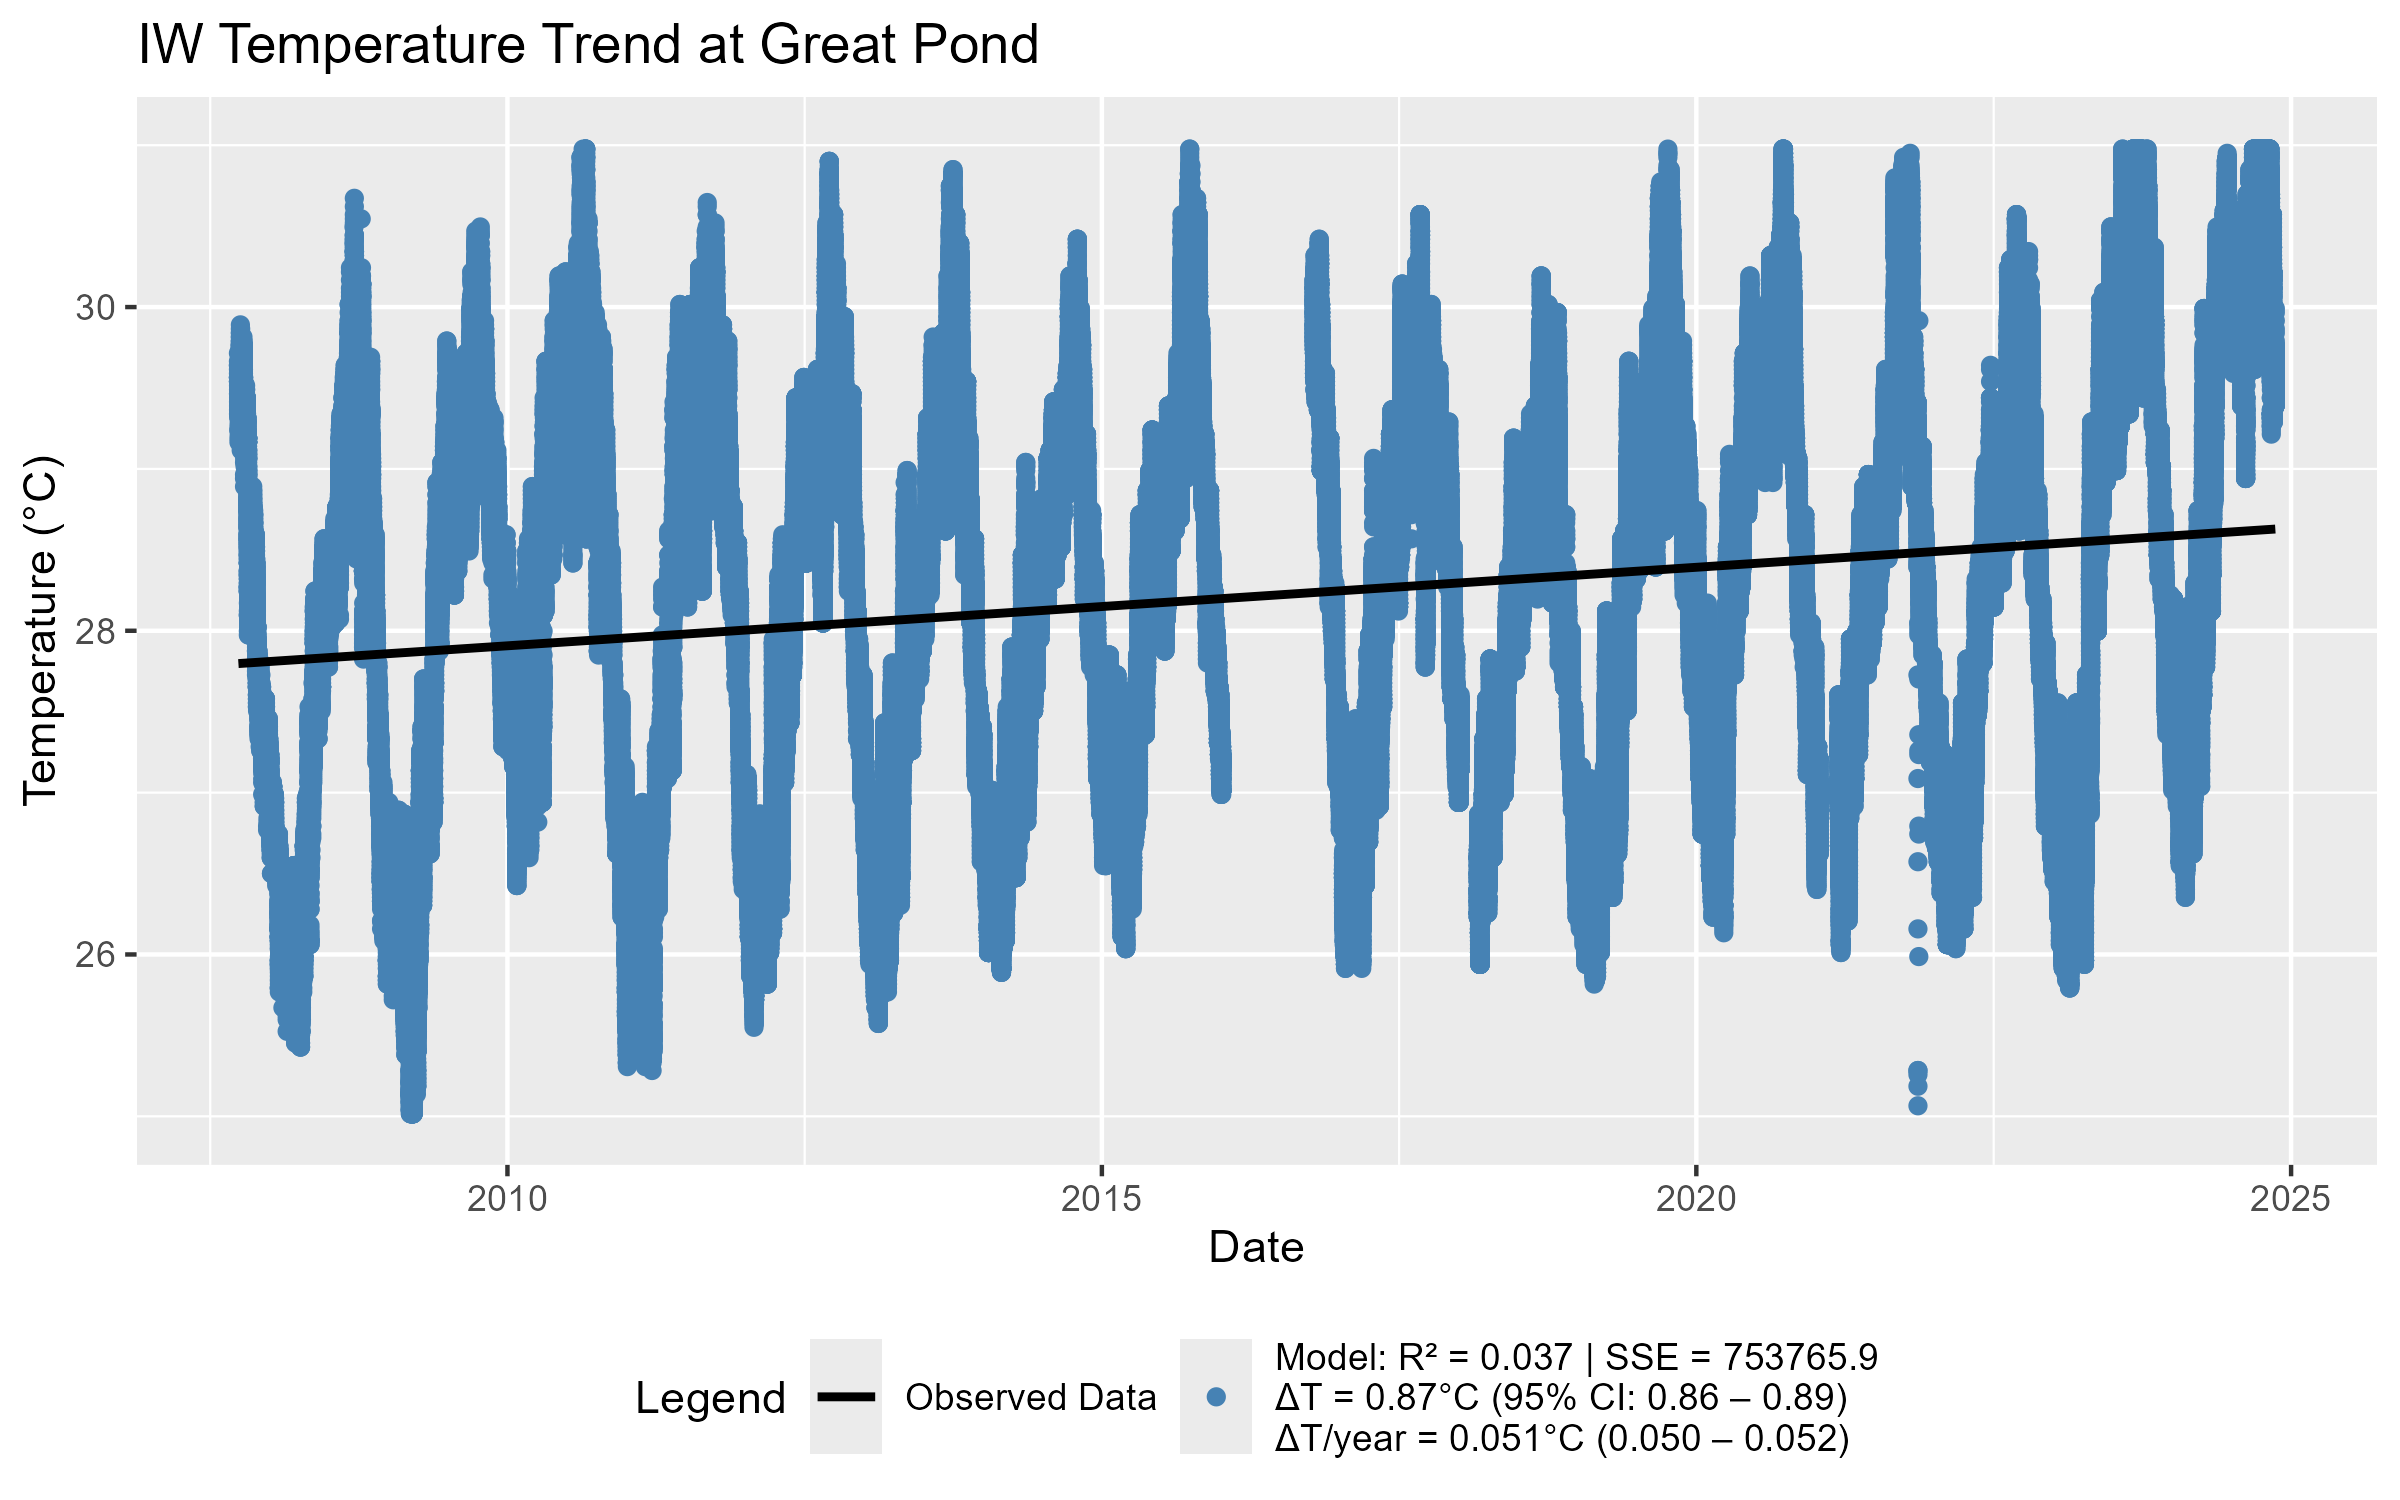 IW Temperature Trend at Great Pond
Temperature (°C)
30
28
26
2010
2015
2020
2025
Date
Legend
Observed Data
Model: R² = 0.037 | SSE = 753765.9
ΔT = 0.87°C (95% CI: 0.86 – 0.89)
ΔT/year = 0.051°C (0.050 – 0.052)